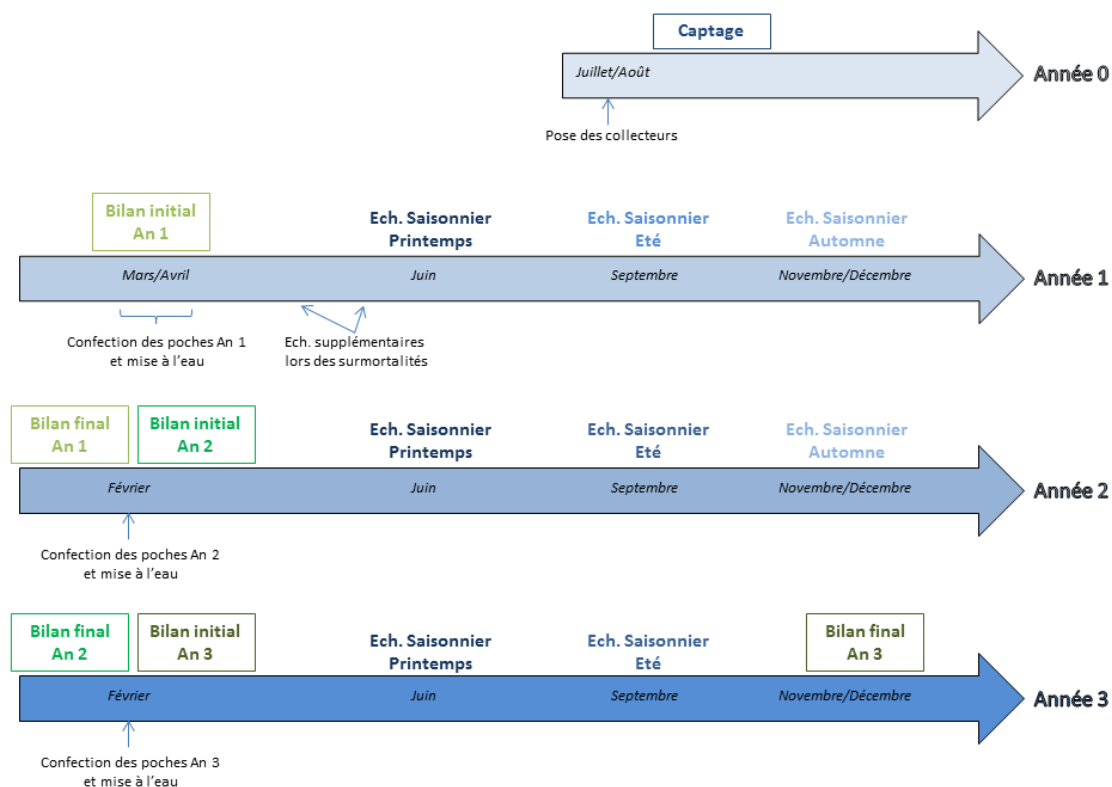 Captage
Juillet/Août
Année 0
Pose des collecteurs
Bilan initial
An 1
Ech. Saisonnier
Printemps
Ech. Saisonnier
Eté
Ech. Saisonnier
Automne
Mars/Avril
Juin
Septembre
Novembre/Décembre
Année 1
Confection des poches An 1
et mise à l'eau
Ech. supplémentaires
lors des surmortalités
Bilan final
An 1
Bilan initial
An 2
Ech. Saisonnier
Printemps
Ech. Saisonnier
Eté
Ech. Saisonnier
Automne
Février
Juin
Septembre
Novembre/Décembre
Année 2
Confection des poches An 2
et mise à l'eau
Bilan final
An 2
Bilan initial
An 3
Ech. Saisonnier
Printemps
Ech. Saisonnier
Eté
Bilan final
An 3
Février
Juin
Septembre
Novembre/Décembre
Année 3
Confection des poches An 3
et mise à l'eau